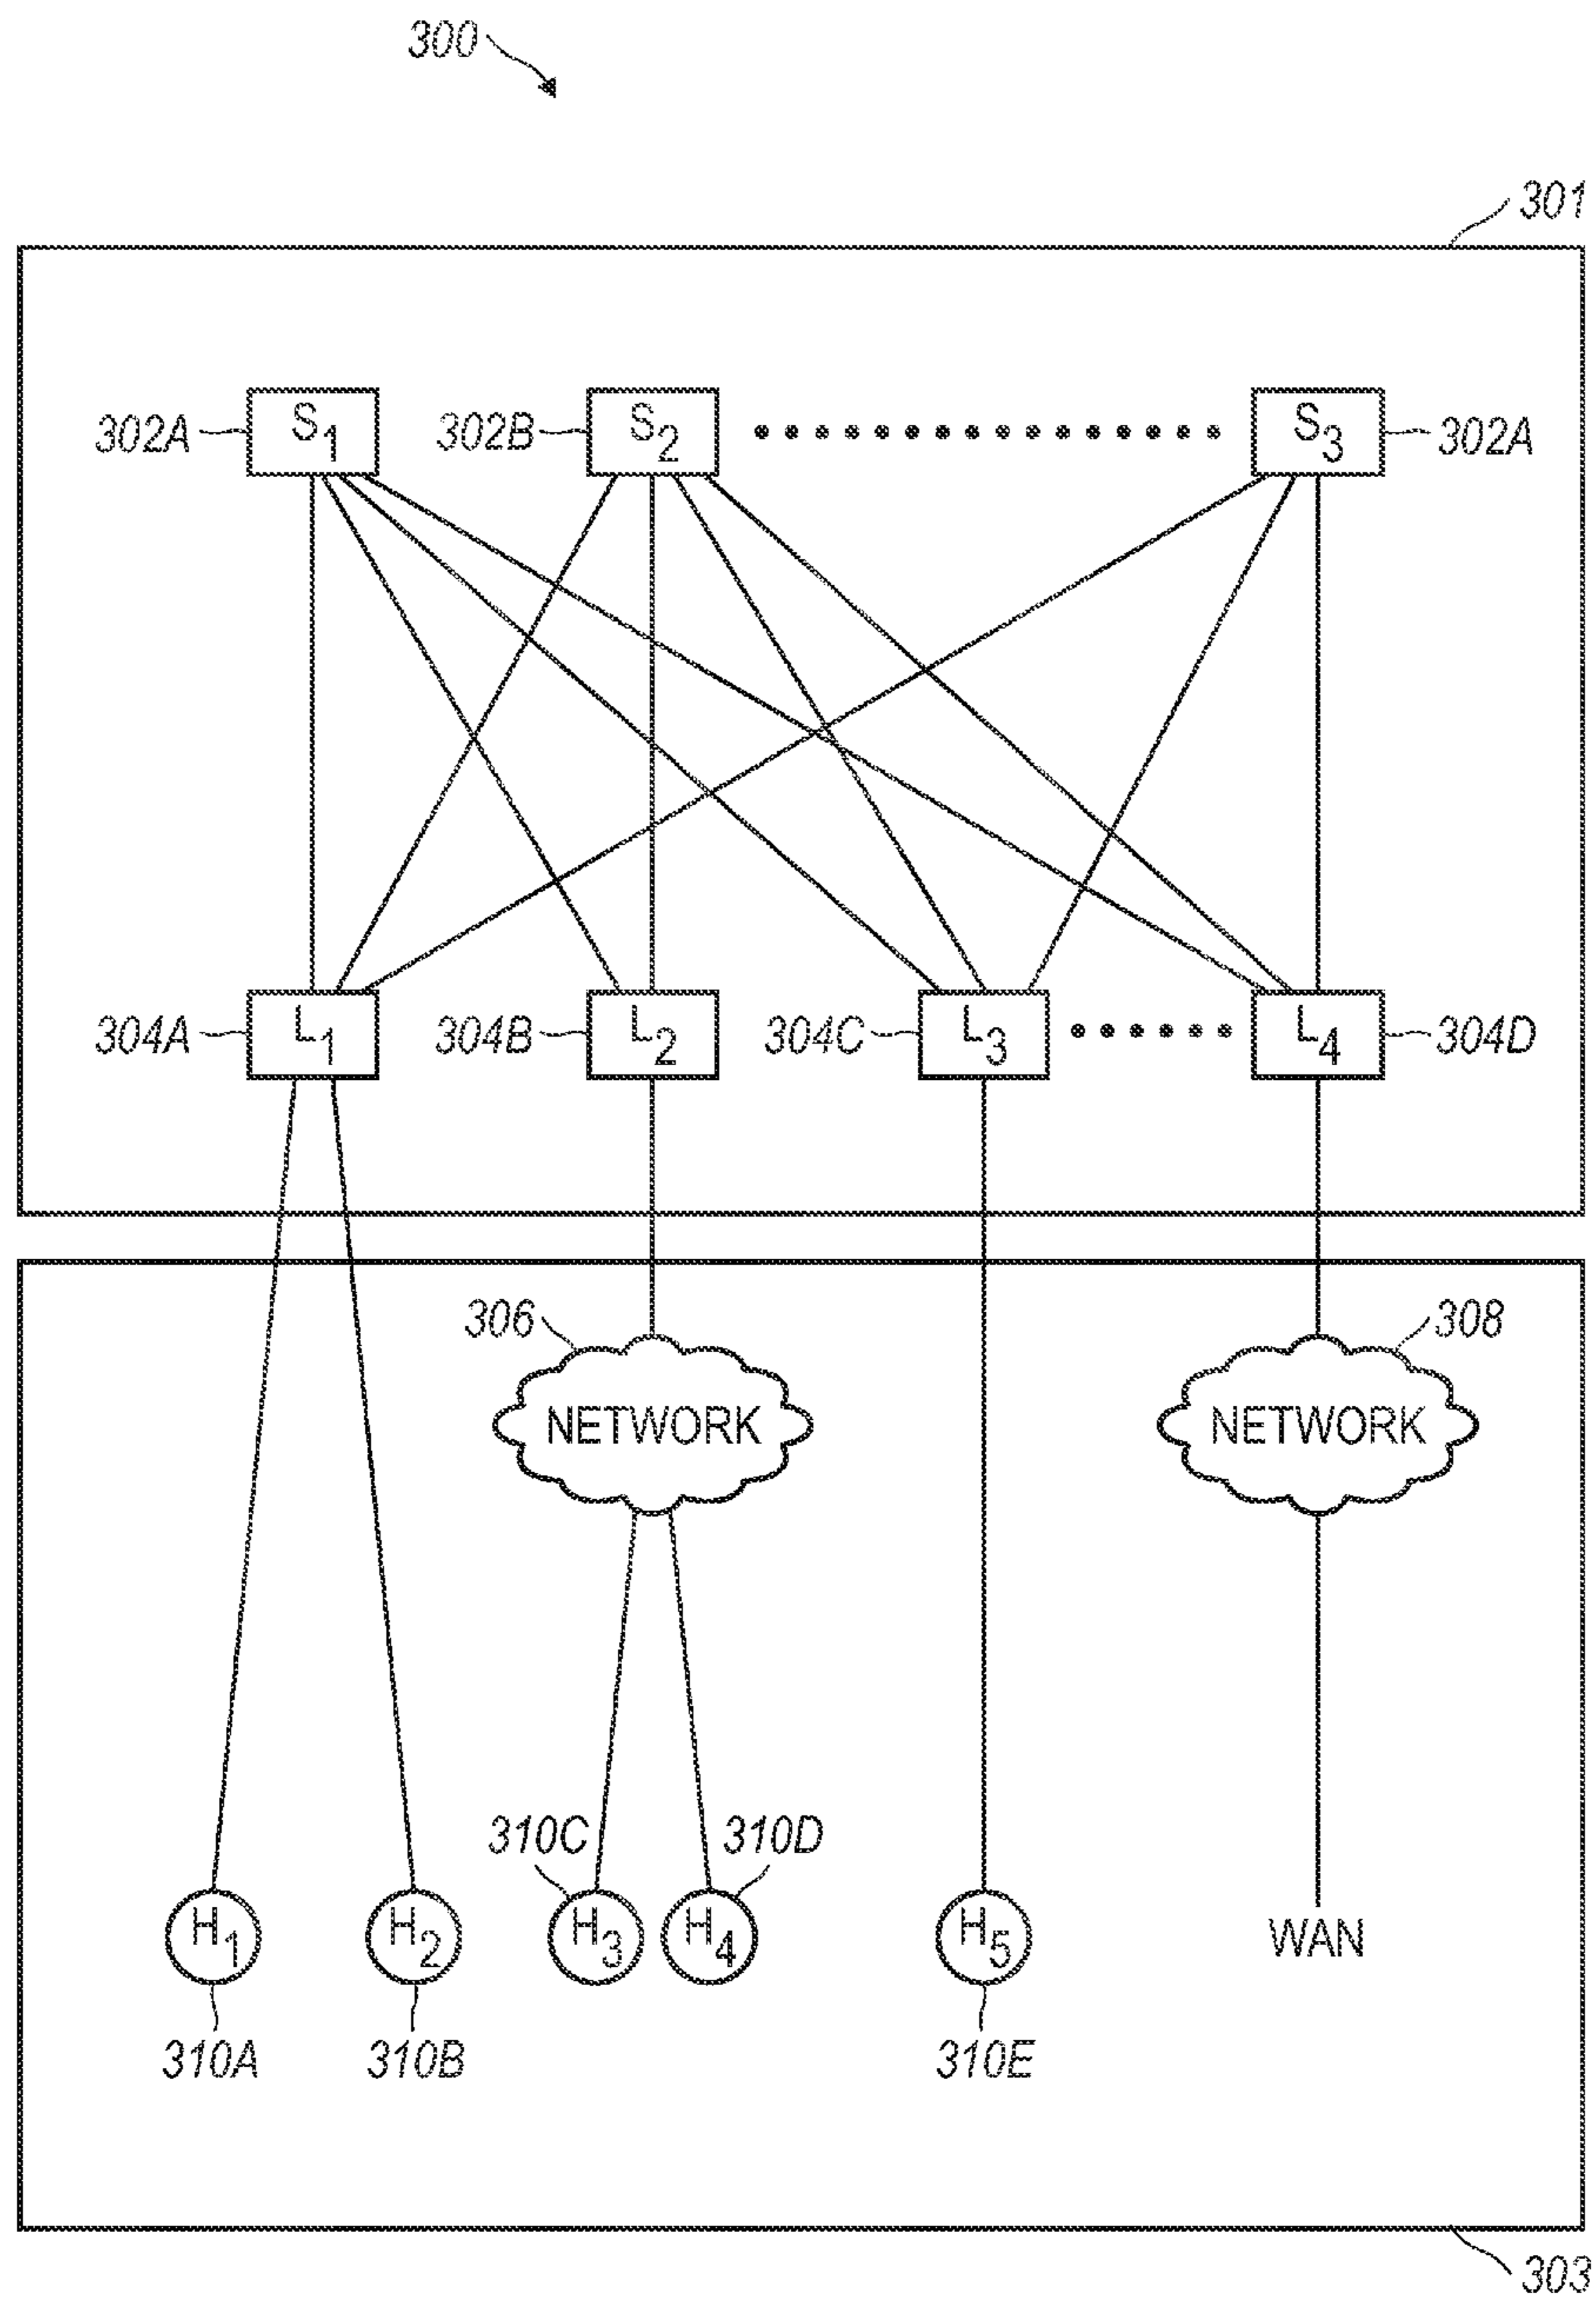 300
301
302A S1 302B S2 S3 302A
304A L1 304B L2 304C L3 L4 304D
306 308
NETWORK NETWORK
310C 310D
H1 H2 H3 H4 H5 WAN
310A 310B 310E
303